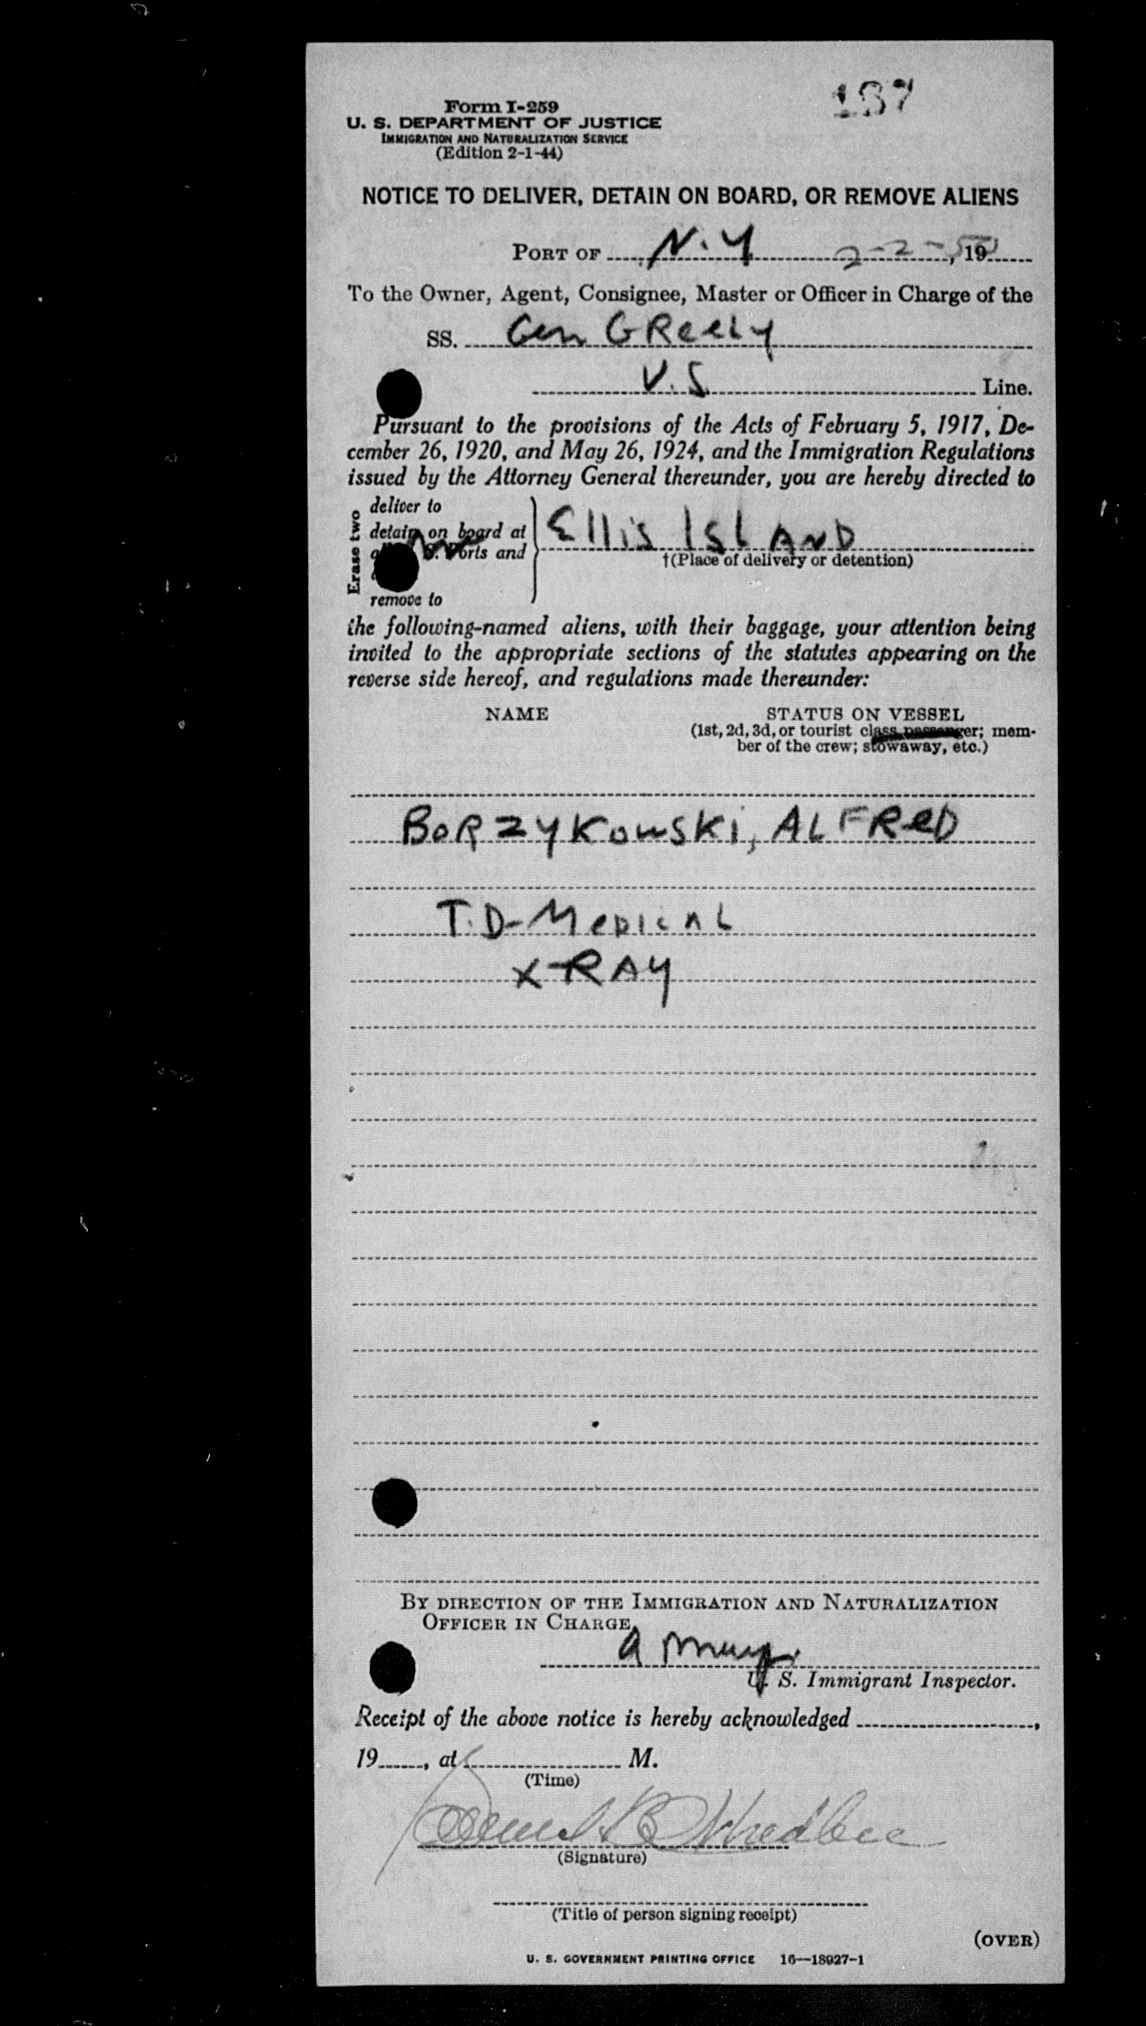 187
Form I-259
U. S. DEPARTMENT OF JUSTICE
IMMIGRATION AND NATURALIZATION SERVICE
(Edition 2-1-44)
NOTICE TO DELIVER, DETAIN ON BOARD, OR REMOVE ALIENS
PORT OF N.Y 2-2-50, 19
To the Owner, Agent, Consignee, Master or Officer in Charge of the
SS. Gen GReely
U.S Line.
Pursuant to the provisions of the Acts of February 5, 1917, De-
cember 26, 1920, and May 26, 1924, and the Immigration Regulations
issued by the Attorney General thereunder, you are hereby directed to
Erase two
deliver to
detain on board at
Ports and
remove to
Ellis IsLAND
†(Place of delivery or detention)
the following-named aliens, with their baggage, your attention being
invited to the appropriate sections of the statutes appearing on the
reverse side hereof, and regulations made thereunder:
NAME STATUS ON VESSEL
(1st, 2d, 3d, or tourist class passenger; mem-
ber of the crew; stowaway, etc.)
BoRZyKowski, ALFReD
T.D-MeDicAL
X-RAY
BY DIRECTION OF THE IMMIGRATION AND NATURALIZATION
OFFICER IN CHARGE
U. S. Immigrant Inspector.
Receipt of the above notice is hereby acknowledged ,
19 , at M.
(Time)
(Signature)
(Title of person signing receipt)
(OVER)
U. S. GOVERNMENT PRINTING OFFICE 16—18927-1